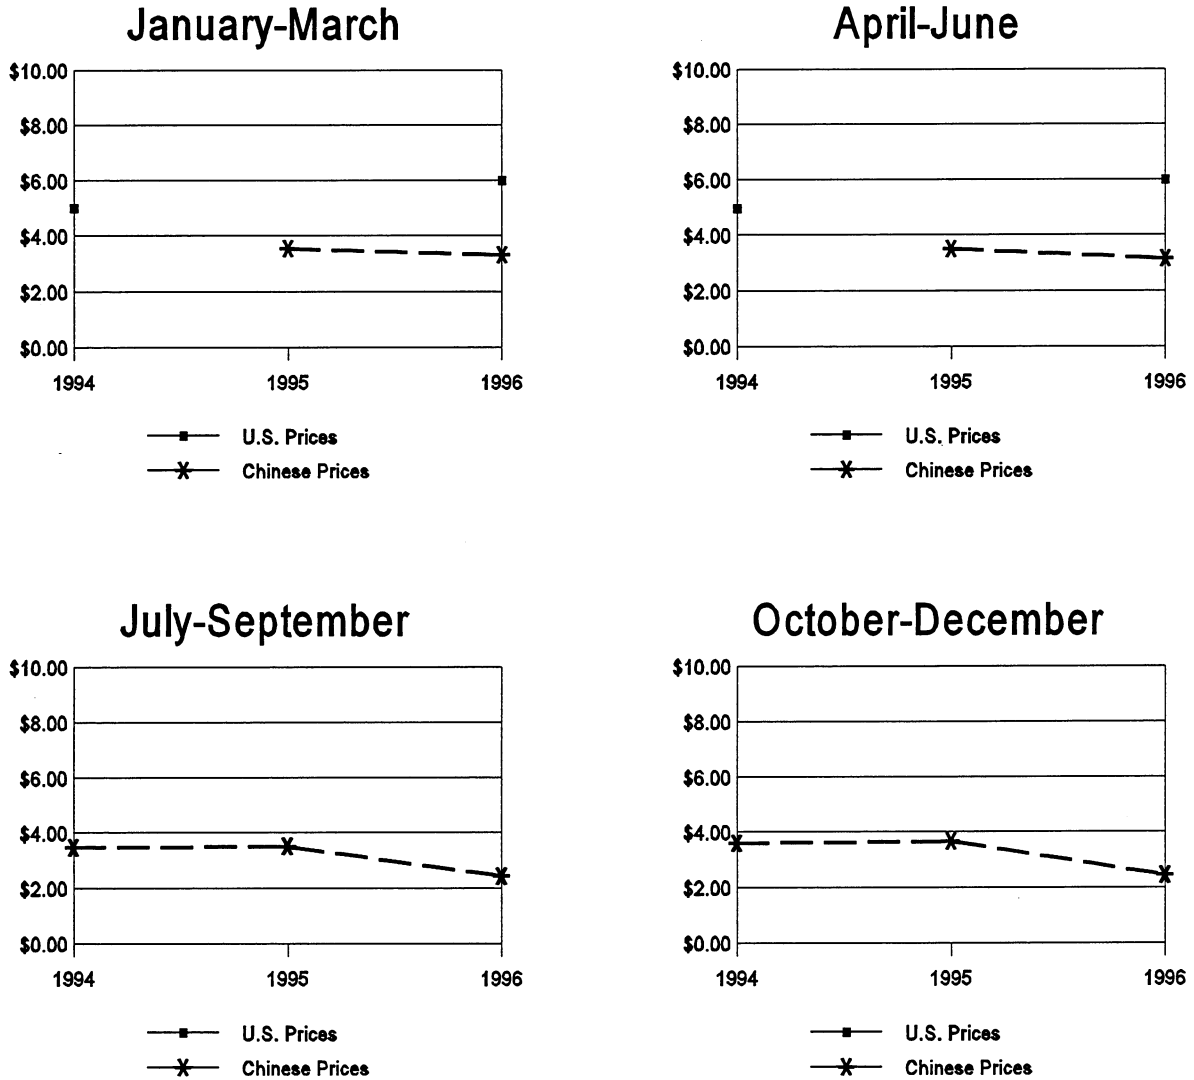 January-March
$10.00
$8.00
$6.00
$4.00
$2.00
$0.00
1994 1995 1996
U.S. Prices
Chinese Prices
April-June
$10.00
$8.00
$6.00
$4.00
$2.00
$0.00
1994 1995 1996
U.S. Prices
Chinese Prices
July-September
$10.00
$8.00
$6.00
$4.00
$2.00
$0.00
1994 1995 1996
U.S. Prices
Chinese Prices
October-December
$10.00
$8.00
$6.00
$4.00
$2.00
$0.00
1994 1995 1996
U.S. Prices
Chinese Prices